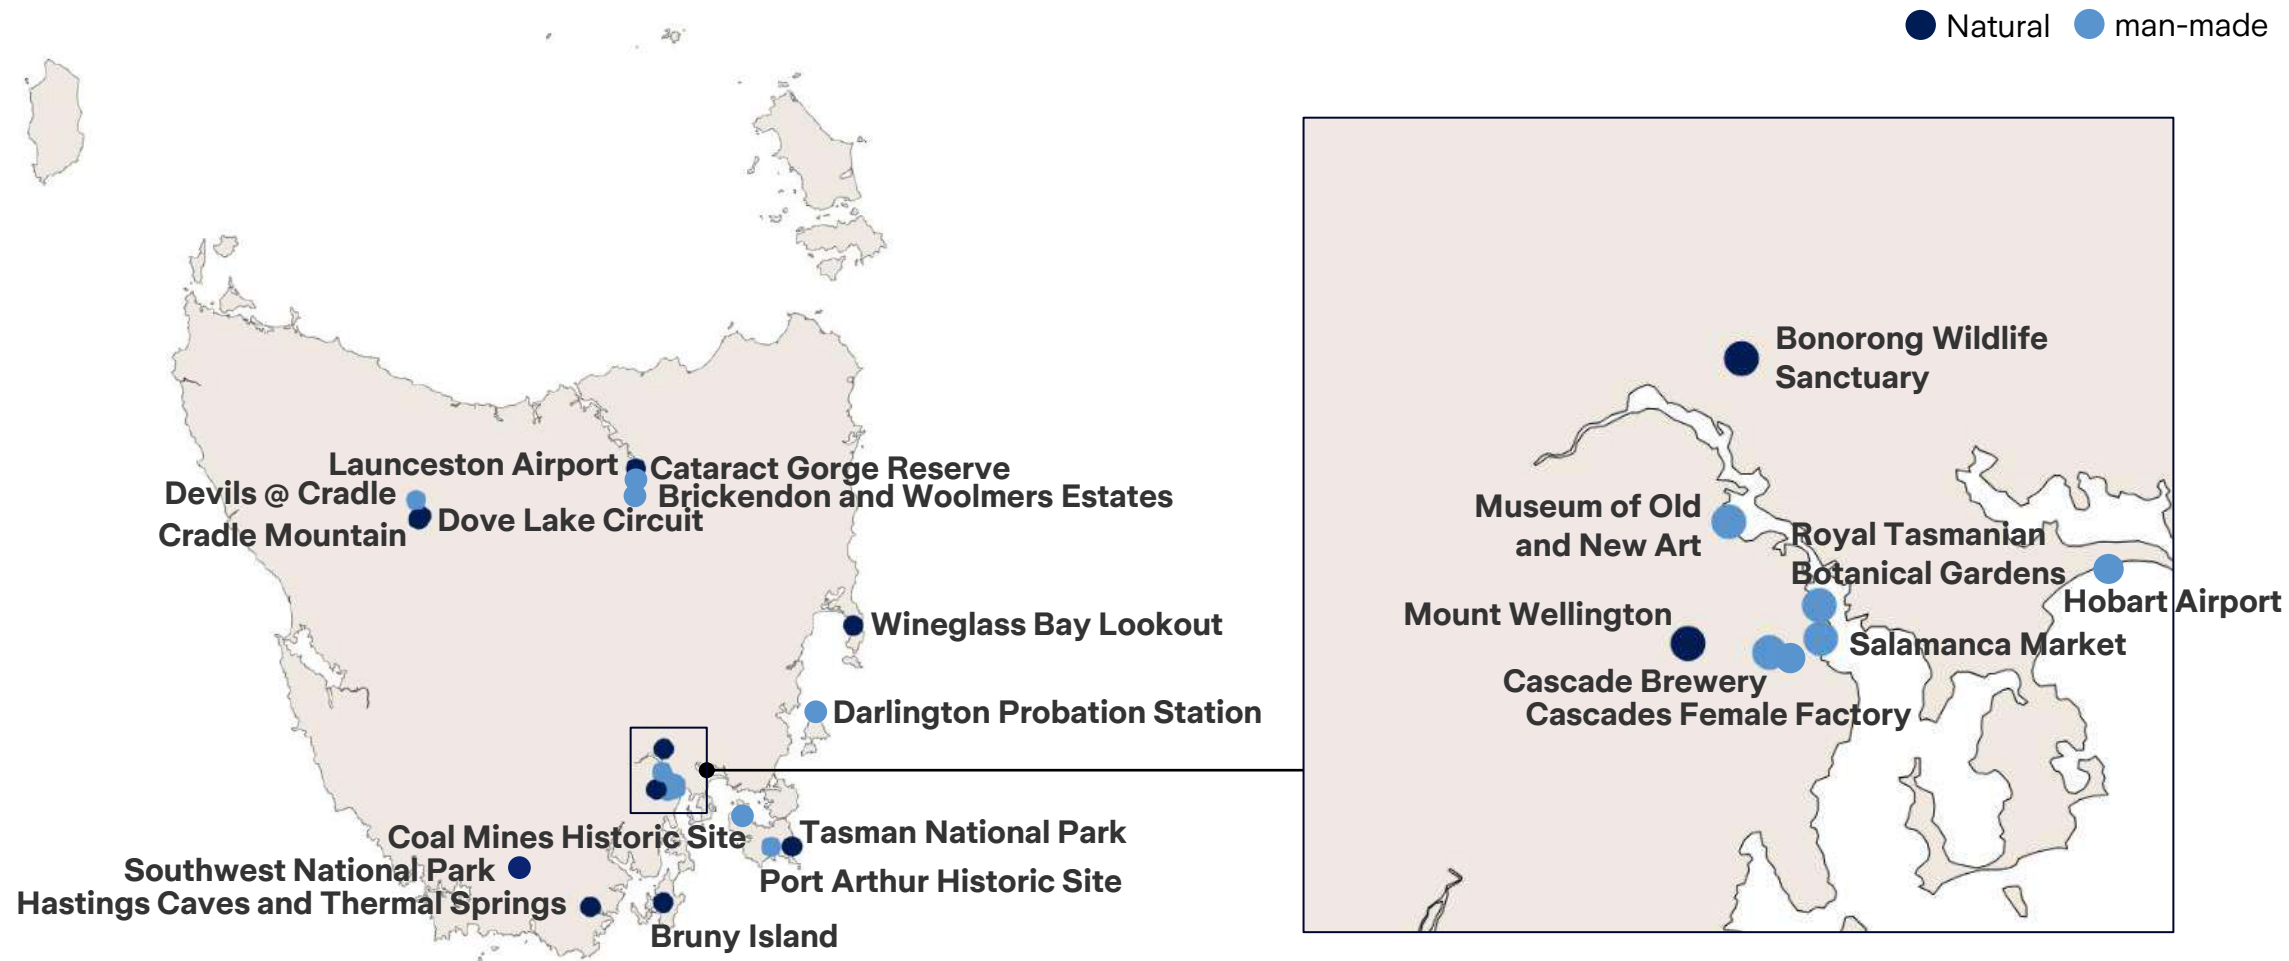 Natural
man-made
Launceston Airport
Cataract Gorge Reserve
Devils @ Cradle
Brickendon and Woolmers Estates
Dove Lake Circuit
Cradle Mountain
Wineglass Bay Lookout
Darlington Probation Station
Coal Mines Historic Site
Tasman National Park
Southwest National Park
Port Arthur Historic Site
Hastings Caves and Thermal Springs
Bruny Island
Bonorong Wildlife
Sanctuary
Museum of Old
and New Art
Royal Tasmanian
Botanical Gardens
Hobart Airport
Mount Wellington
Salamanca Market
Cascade Brewery
Cascades Female Factory